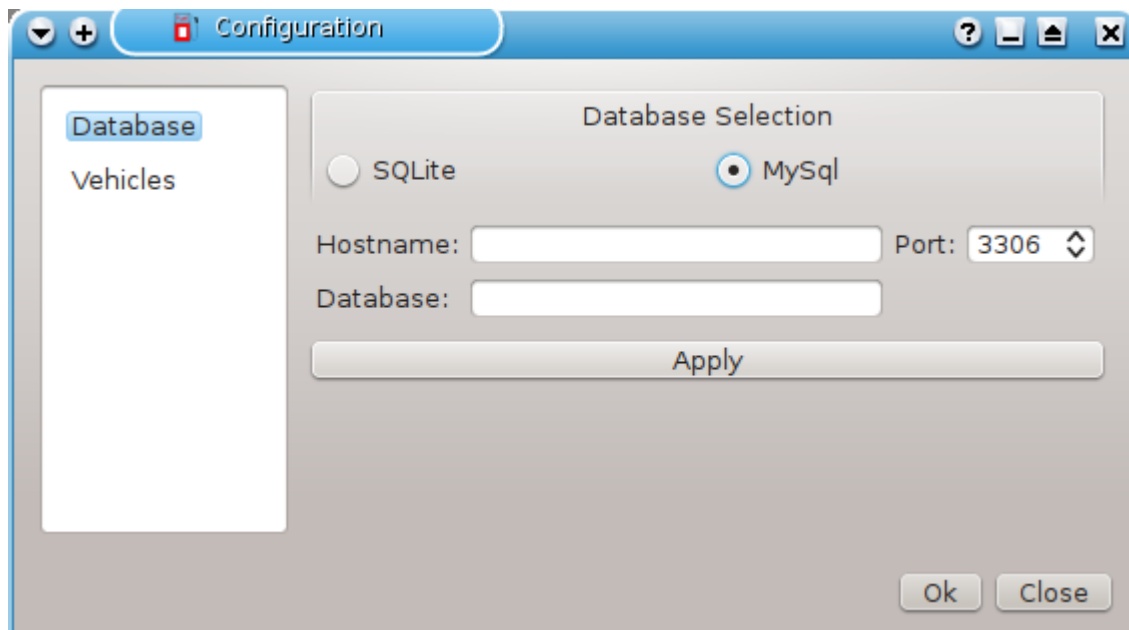 Configuration
Database
Vehicles
Database Selection
SQLite MySql
Hostname: Port: 3306
Database:
Apply
Ok Close